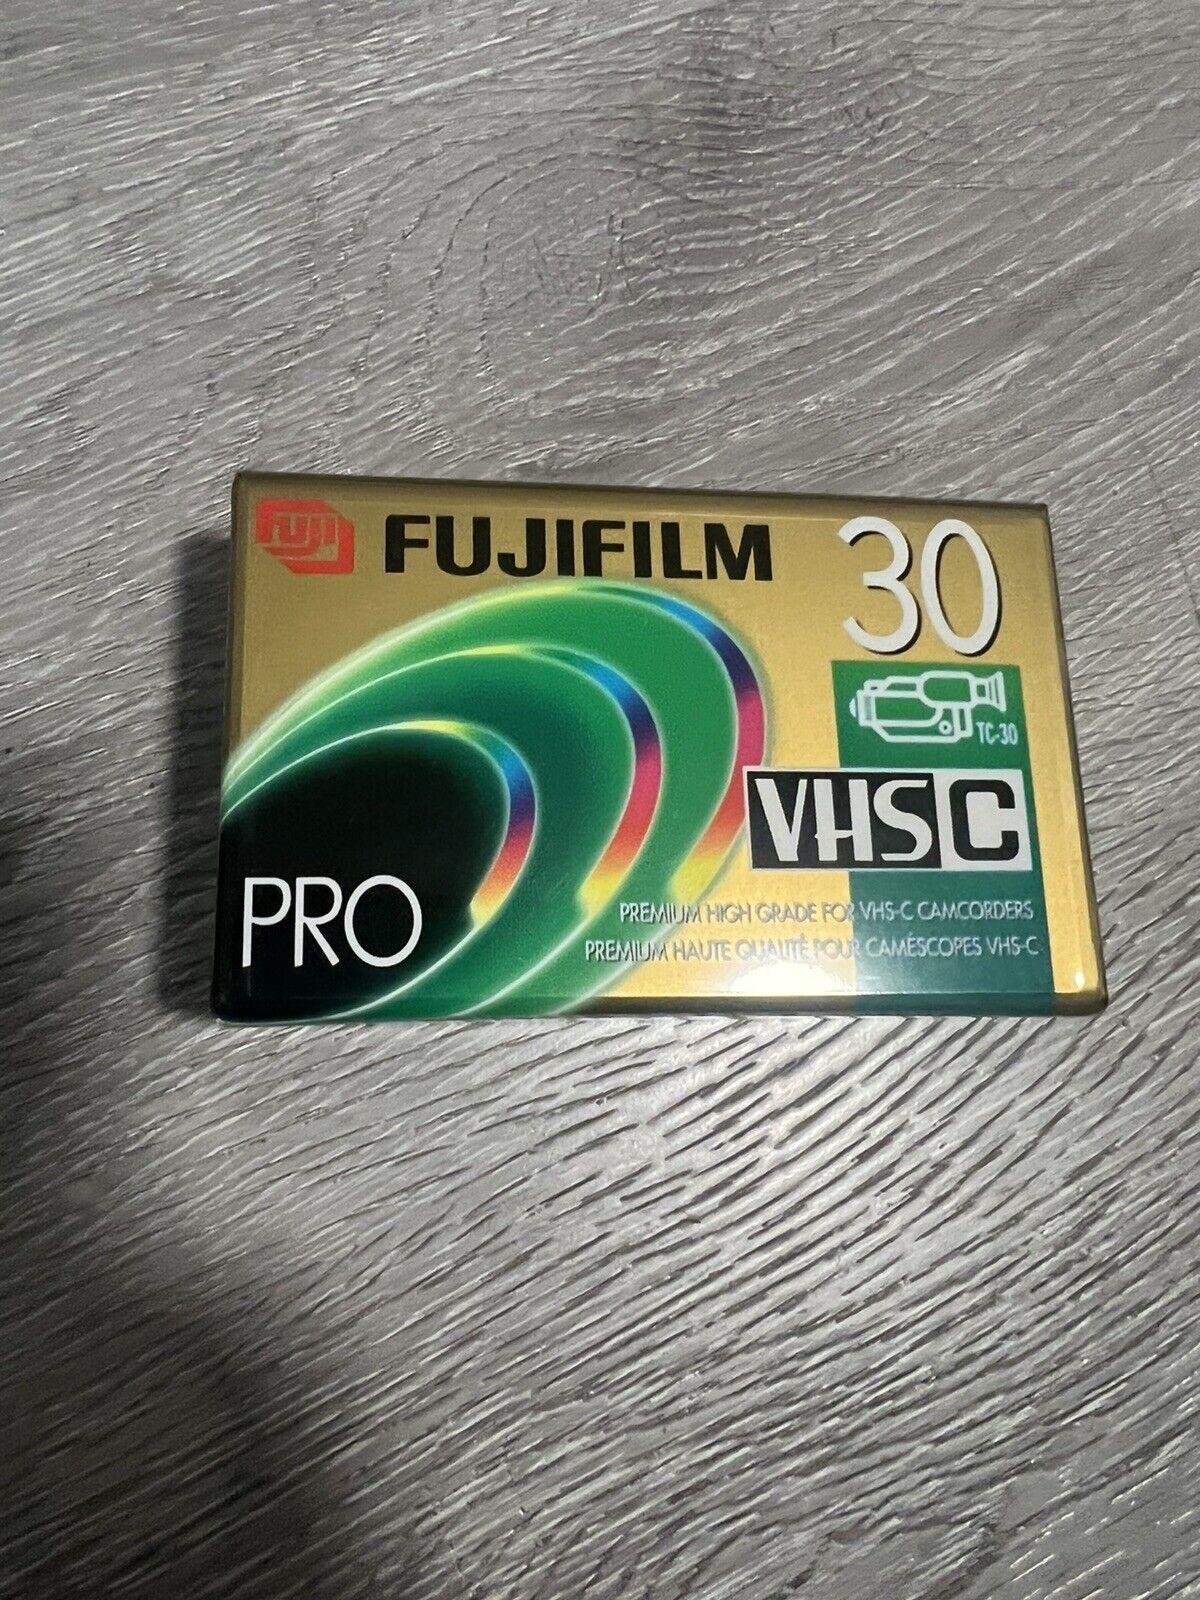 FUJI FUJIFILM 30
TC-30
VHS C
PRO
PREMIUM HIGH GRADE FOR VHS-C CAMCORDERS
PREMIUM HAUTE QUALITÉ POUR CAMÉSCOPES VHS-C